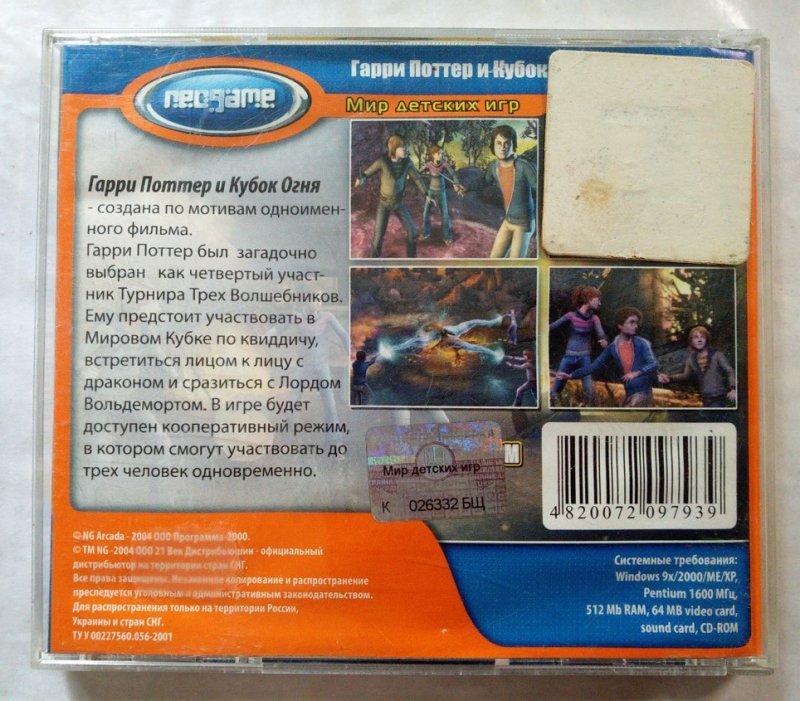 Гарри Поттер и Кубок
neogame
Мир детских игр
Гарри Поттер и Кубок Огня
- создана по мотивам одноимен-
ного фильма.
Гарри Поттер был загадочно
выбран как четвертый участ-
ник Турнира Трех Волшебников.
Ему предстоит участвовать в
Мировом Кубке по квиддичу,
встретиться лицом к лицу с
драконом и сразиться с Лордом
Вольдемортом. В игре будет
доступен кооперативный режим,
в котором смогут участвовать до
трех человек одновременно.
М
Мир детских игр
К 026332 БЩ
4 820072 097939
© NG Arcada - 2004 ООО Программа-2000.
© TM NG -2004 ООО 21 Век Дистрибьюшн - официальный
дистрибьютор на территории стран СНГ.
Все права защищены. Незаконное копирование и распространение
преследуется уголовным и административным законодательством.
Для распространения только на территории России,
Украины и стран СНГ.
ТУ У 00227560.056-2001
Системные требования:
Windows 9x/2000/ME/XP,
Pentium 1600 МГц,
512 Mb RAM, 64 MB video card,
sound card, CD-ROM